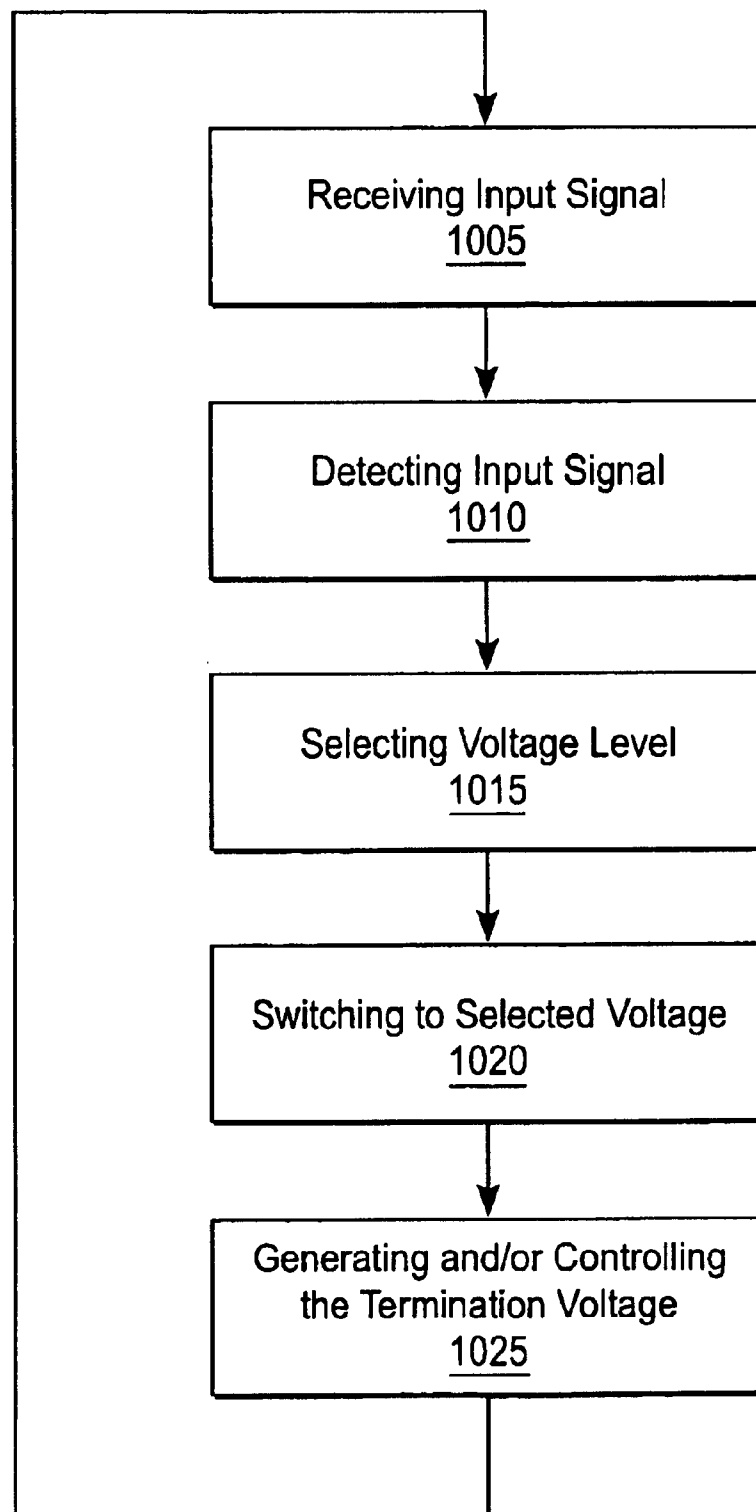 Receiving Input Signal
1005
Detecting Input Signal
1010
Selecting Voltage Level
1015
Switching to Selected Voltage
1020
Generating and/or Controlling
the Termination Voltage
1025